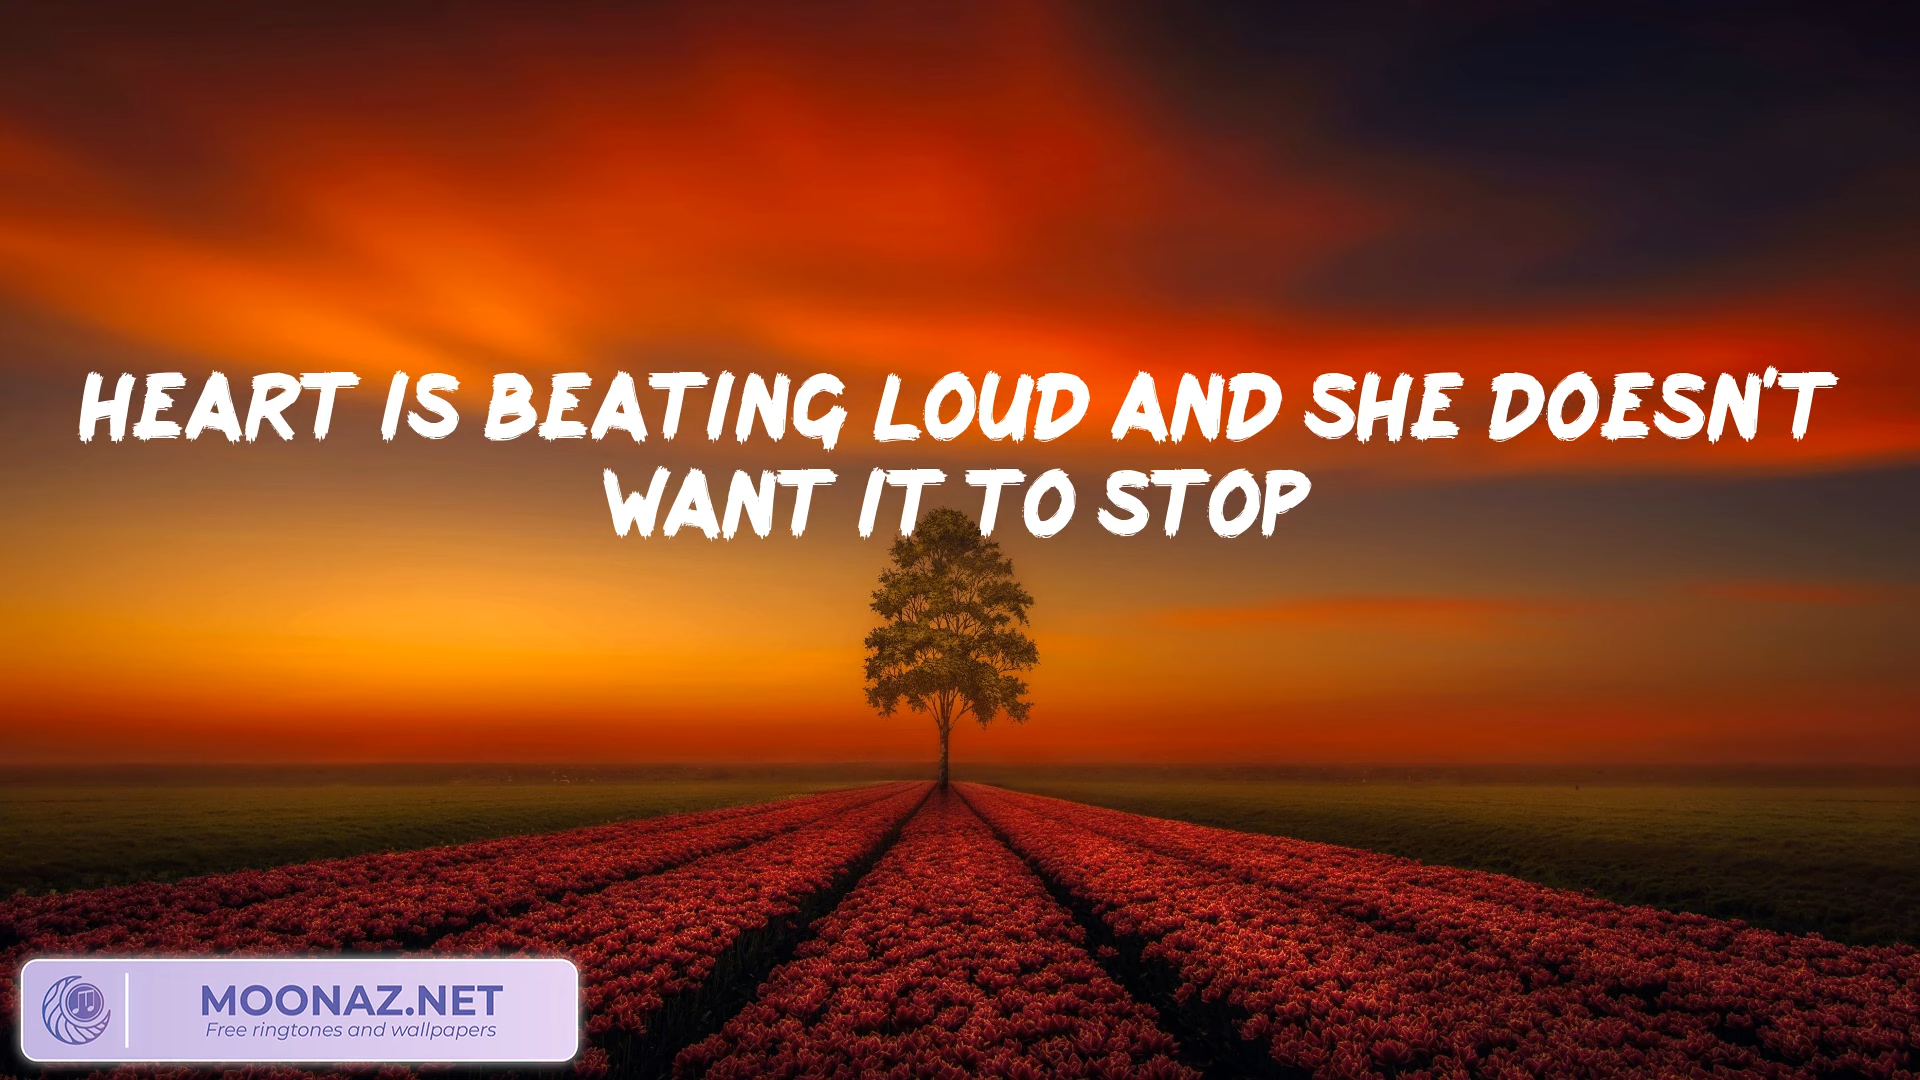 HEART IS BEATING LOUD AND SHE DOESN'T
WANT IT TO STOP
MOONAZ.NET
Free ringtones and wallpapers